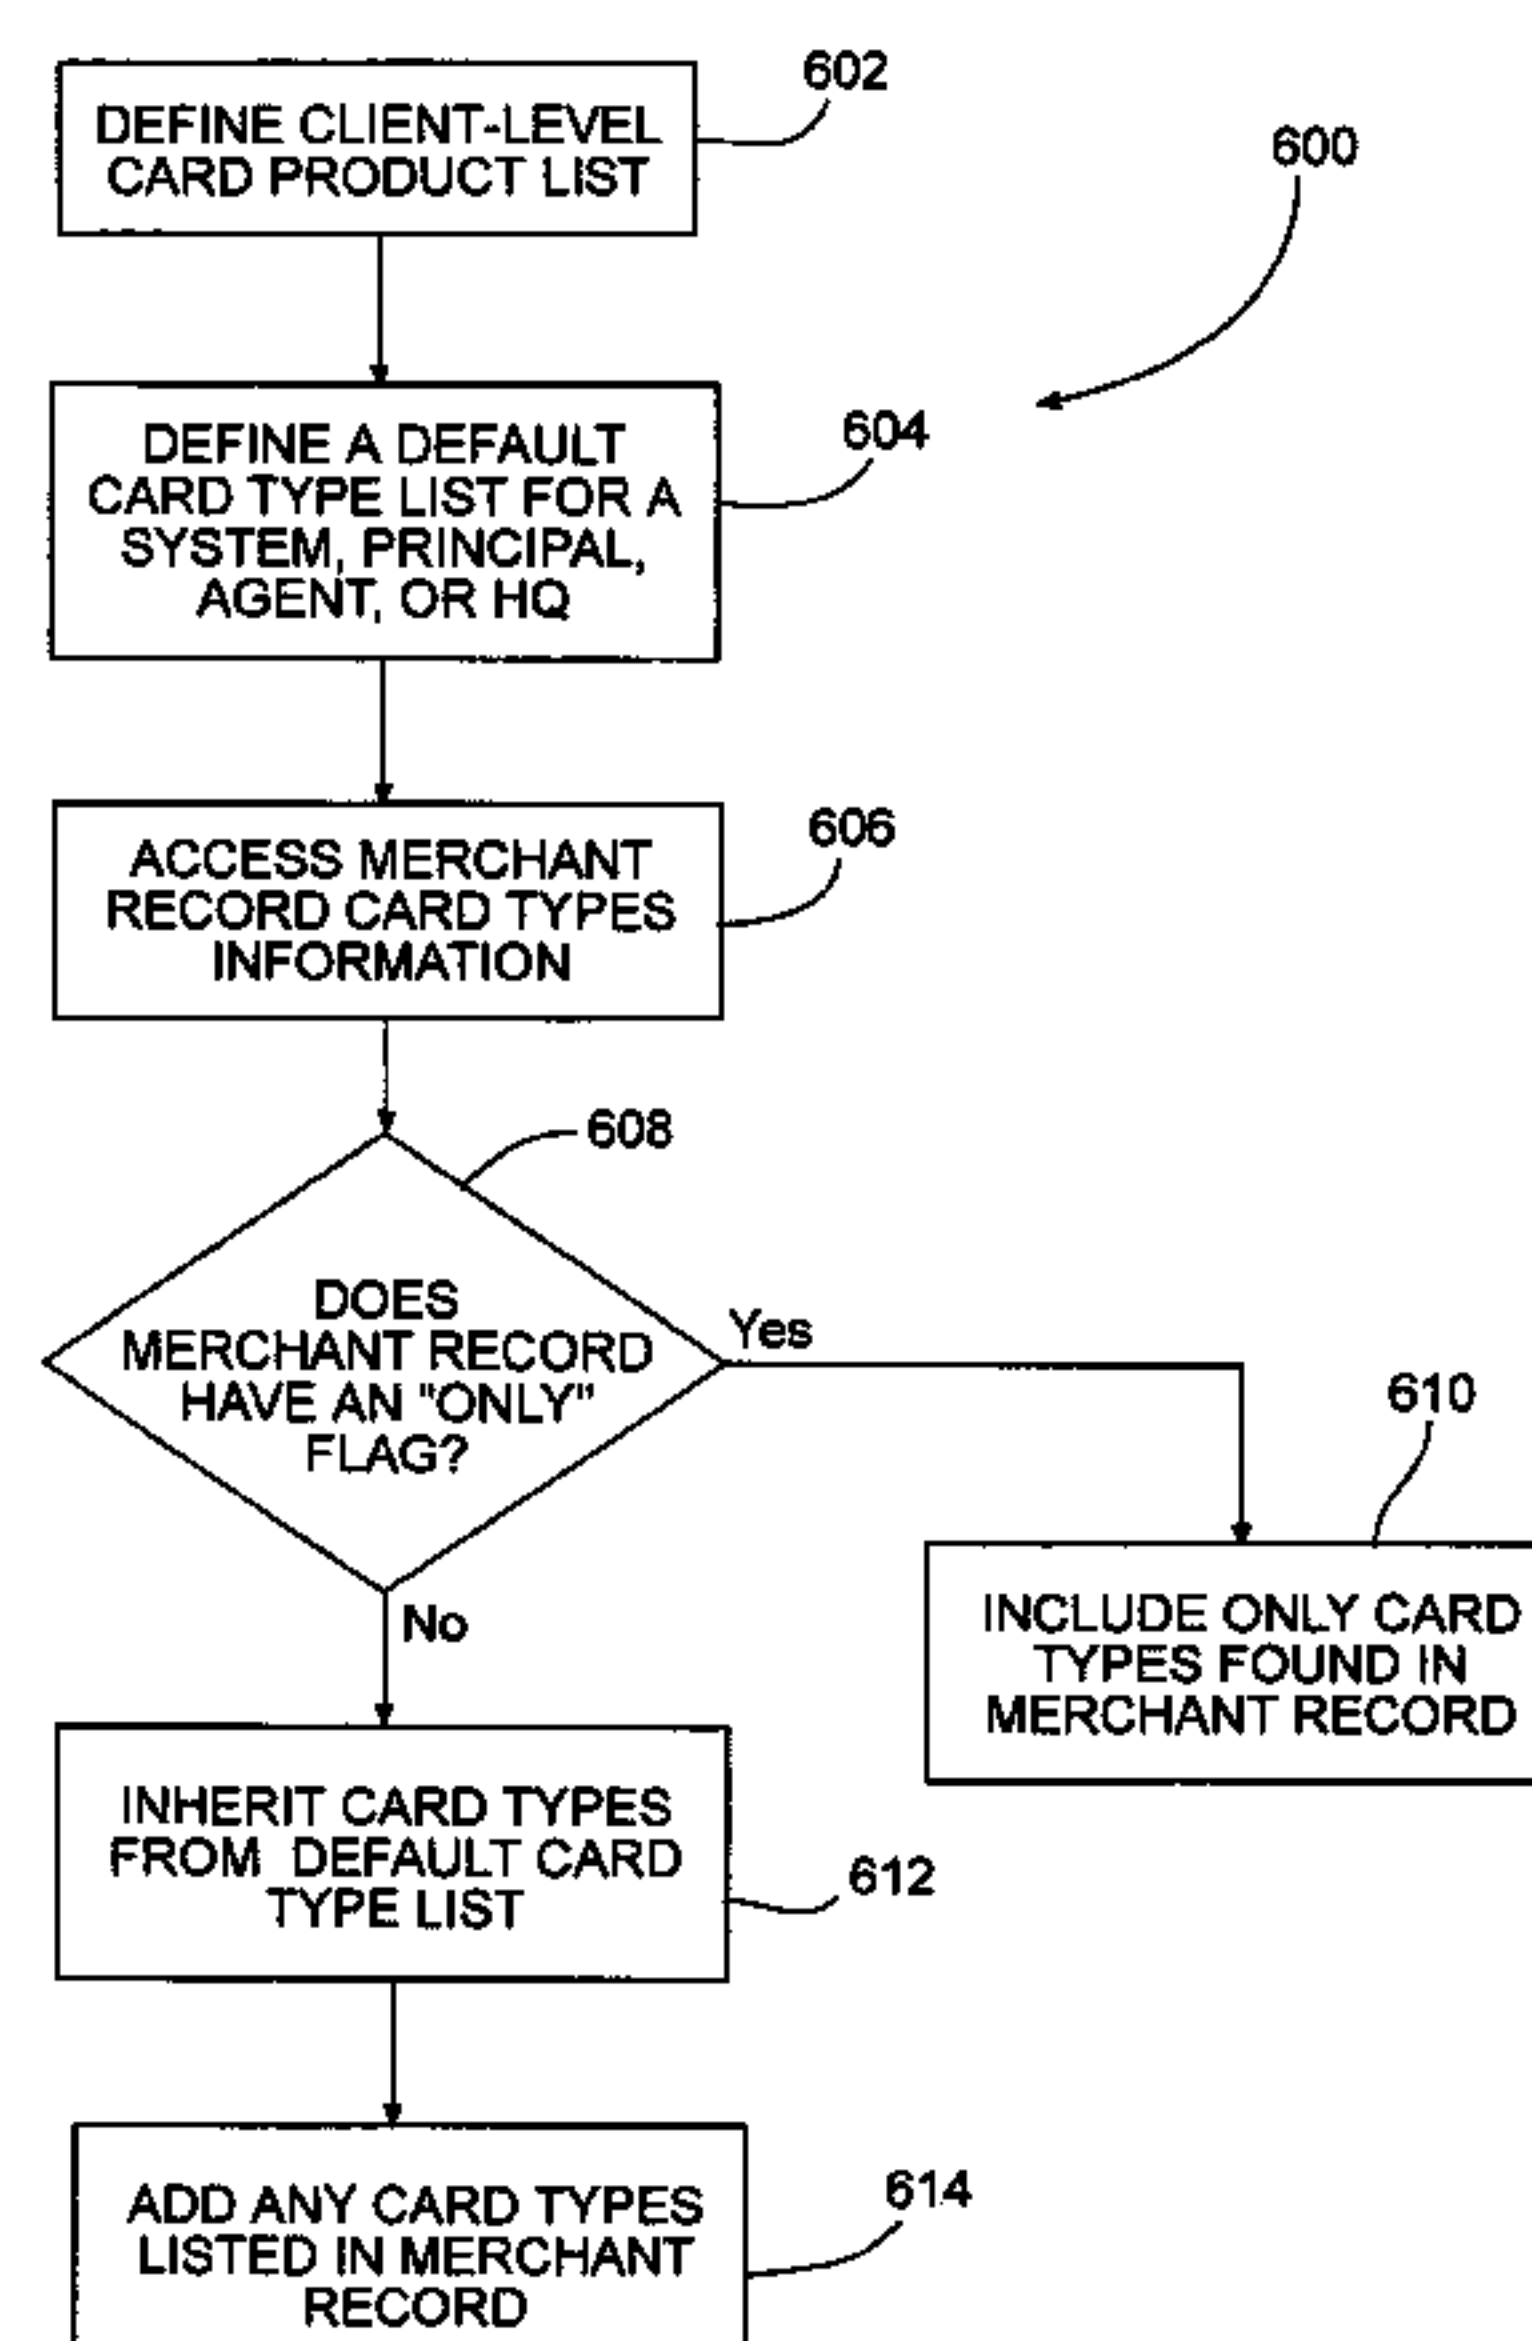 602
DEFINE CLIENT-LEVEL
CARD PRODUCT LIST
600
604
DEFINE A DEFAULT
CARD TYPE LIST FOR A
SYSTEM, PRINCIPAL,
AGENT, OR HQ
606
ACCESS MERCHANT
RECORD CARD TYPES
INFORMATION
608
DOES
MERCHANT RECORD
HAVE AN "ONLY"
FLAG?
Yes
No
610
INCLUDE ONLY CARD
TYPES FOUND IN
MERCHANT RECORD
INHERIT CARD TYPES
FROM DEFAULT CARD
TYPE LIST
612
614
ADD ANY CARD TYPES
LISTED IN MERCHANT
RECORD